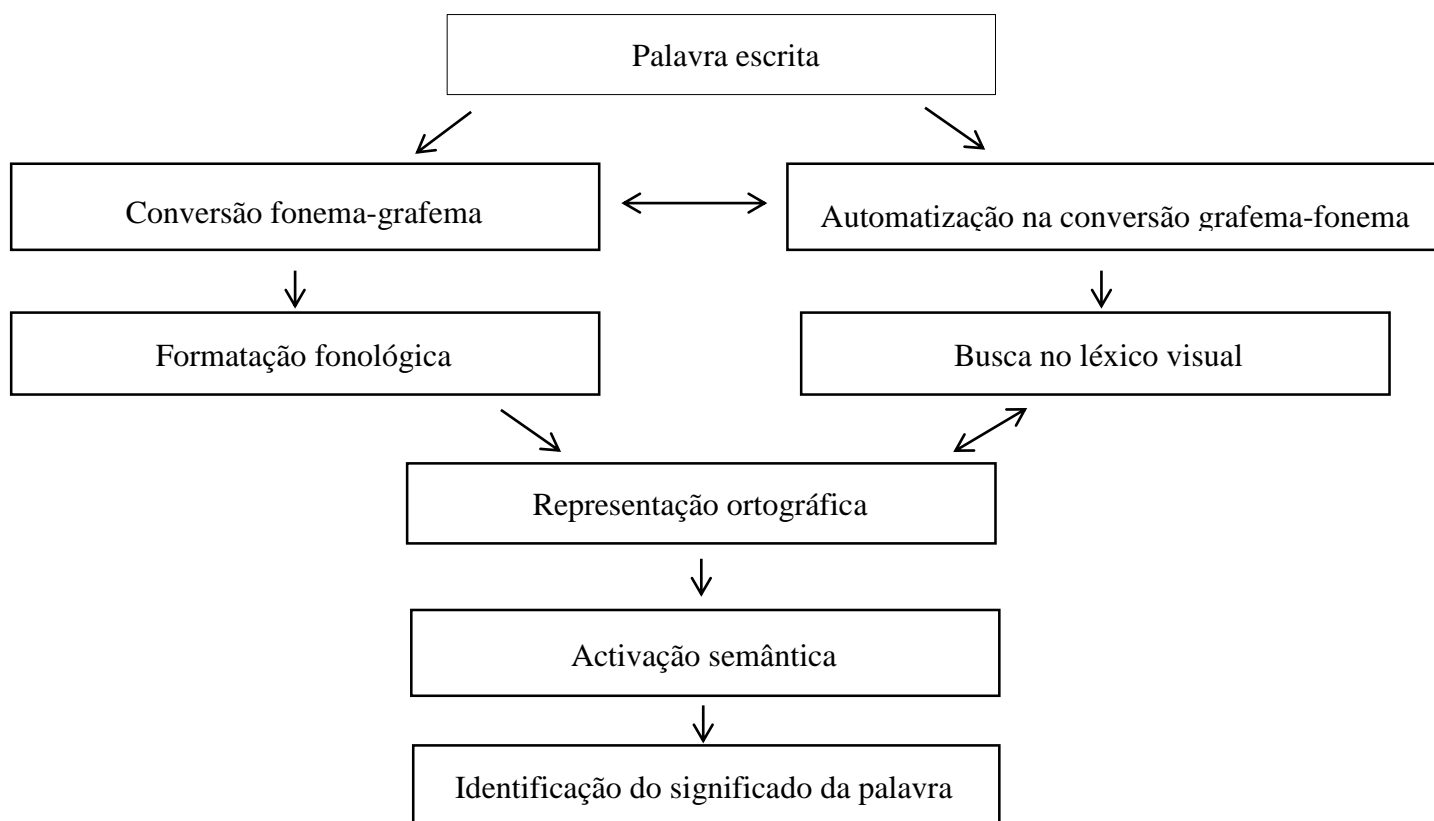 Palavra escrita
Conversão fonema-grafema
Automatização na conversão grafema-fonema
Formatação fonológica
Busca no léxico visual
Representação ortográfica
Activação semântica
Identificação do significado da palavra